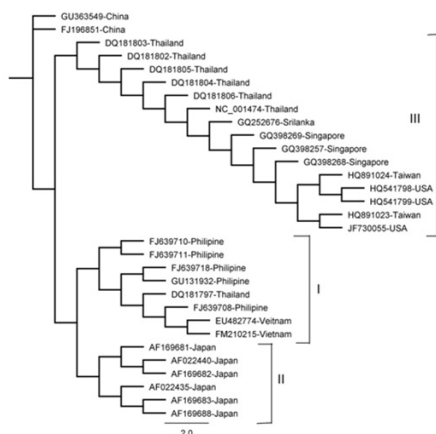 GU363549-China
FJ196851-China
DQ181803-Thailand
DQ181802-Thailand
DQ181805-Thailand
DQ181804-Thailand
DQ181806-Thailand
NC_001474-Thailand
GQ252676-Srilanka
III
GQ398269-Singapore
GQ398257-Singapore
GQ398268-Singapore
HQ891024-Taiwan
HQ541798-USA
HQ541799-USA
HQ891023-Taiwan
JF730055-USA
FJ639710-Philipine
FJ639711-Philipine
FJ639718-Philipine
GU131932-Philipine
I
DQ181797-Thailand
FJ639708-Philipine
EU482774-Veitnam
FM210215-Vietnam
AF169681-Japan
AF022440-Japan
AF169682-Japan
II
AF022435-Japan
AF169683-Japan
AF169688-Japan
2.0